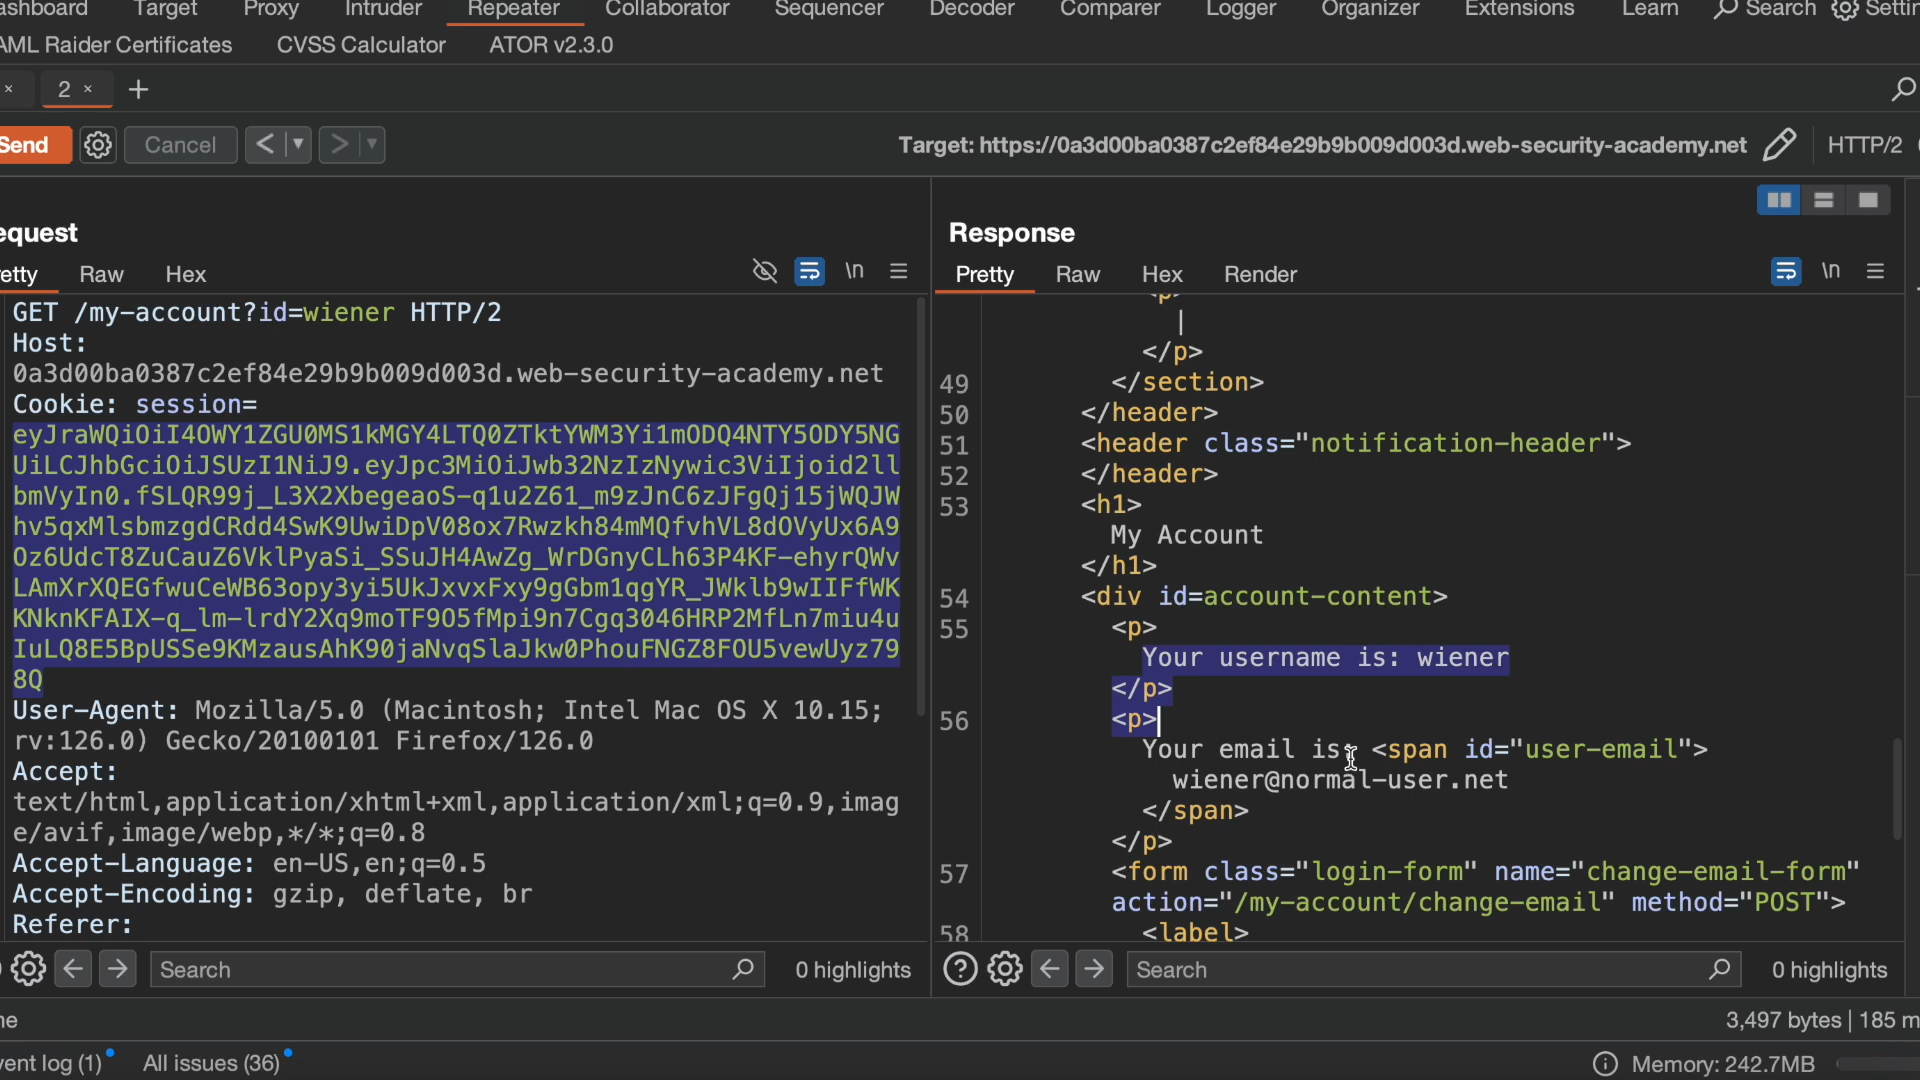 ashboard Target Proxy Intruder Repeater Collaborator Sequencer Decoder Comparer Logger Organizer Extensions Learn Search Settin
AML Raider Certificates CVSS Calculator ATOR v2.3.0
× 2 × +
Send Cancel < > Target: https://0a3d00ba0387c2ef84e29b9b009d003d.web-security-academy.net HTTP/2
equest
etty Raw Hex \n
GET /my-account?id=wiener HTTP/2
Host:
0a3d00ba0387c2ef84e29b9b009d003d.web-security-academy.net
Cookie: session=
eyJraWQiOiI4OWY1ZGU0MS1kMGY4LTQ0ZTktYWM3Yi1mODQ4NTY5ODY5NG
UiLCJhbGciOiJSUzI1NiJ9.eyJpc3MiOiJwb32NzIzNywic3ViIjoid2ll
bmVyIn0.fSLQR99j_L3X2XbegeaoS-q1u2Z61_m9zJnC6zJFgQj15jWQJW
hv5qxMlsbmzgdCRdd4SwK9UwiDpV08ox7Rwzkh84mMQfvhVL8dOVyUx6A9
Oz6UdcT8ZuCauZ6VklPyaSi_SSuJH4AwZg_WrDGnyCLh63P4KF-ehyrQWv
LAmXrXQEGfwuCeWB63opy3yi5UkJxvxFxy9gGbm1qgYR_JWklb9wIIFfWK
KNknKFAIX-q_lm-lrdY2Xq9moTF9O5fMpi9n7Cgq3046HRP2MfLn7miu4u
IuLQ8E5BpUSSe9KMzausAhK90jaNvqSlaJkw0PhouFNGZ8FOU5vewUyz79
8Q
User-Agent: Mozilla/5.0 (Macintosh; Intel Mac OS X 10.15;
rv:126.0) Gecko/20100101 Firefox/126.0
Accept:
text/html,application/xhtml+xml,application/xml;q=0.9,imag
e/avif,image/webp,*/*;q=0.8
Accept-Language: en-US,en;q=0.5
Accept-Encoding: gzip, deflate, br
Referer:
Search 0 highlights
Response
Pretty Raw Hex Render \n
<p>
|
</p>
49 </section>
50 </header>
51 <header class="notification-header">
52 </header>
53 <h1>
My Account
</h1>
54 <div id=account-content>
55 <p>
Your username is: wiener
</p>
56 <p>
Your email is: <span id="user-email">
wiener@normal-user.net
</span>
</p>
57 <form class="login-form" name="change-email-form"
action="/my-account/change-email" method="POST">
58 <label>
Search 0 highlights
ne 3,497 bytes | 185 m
vent log (1) All issues (36) Memory: 242.7MB